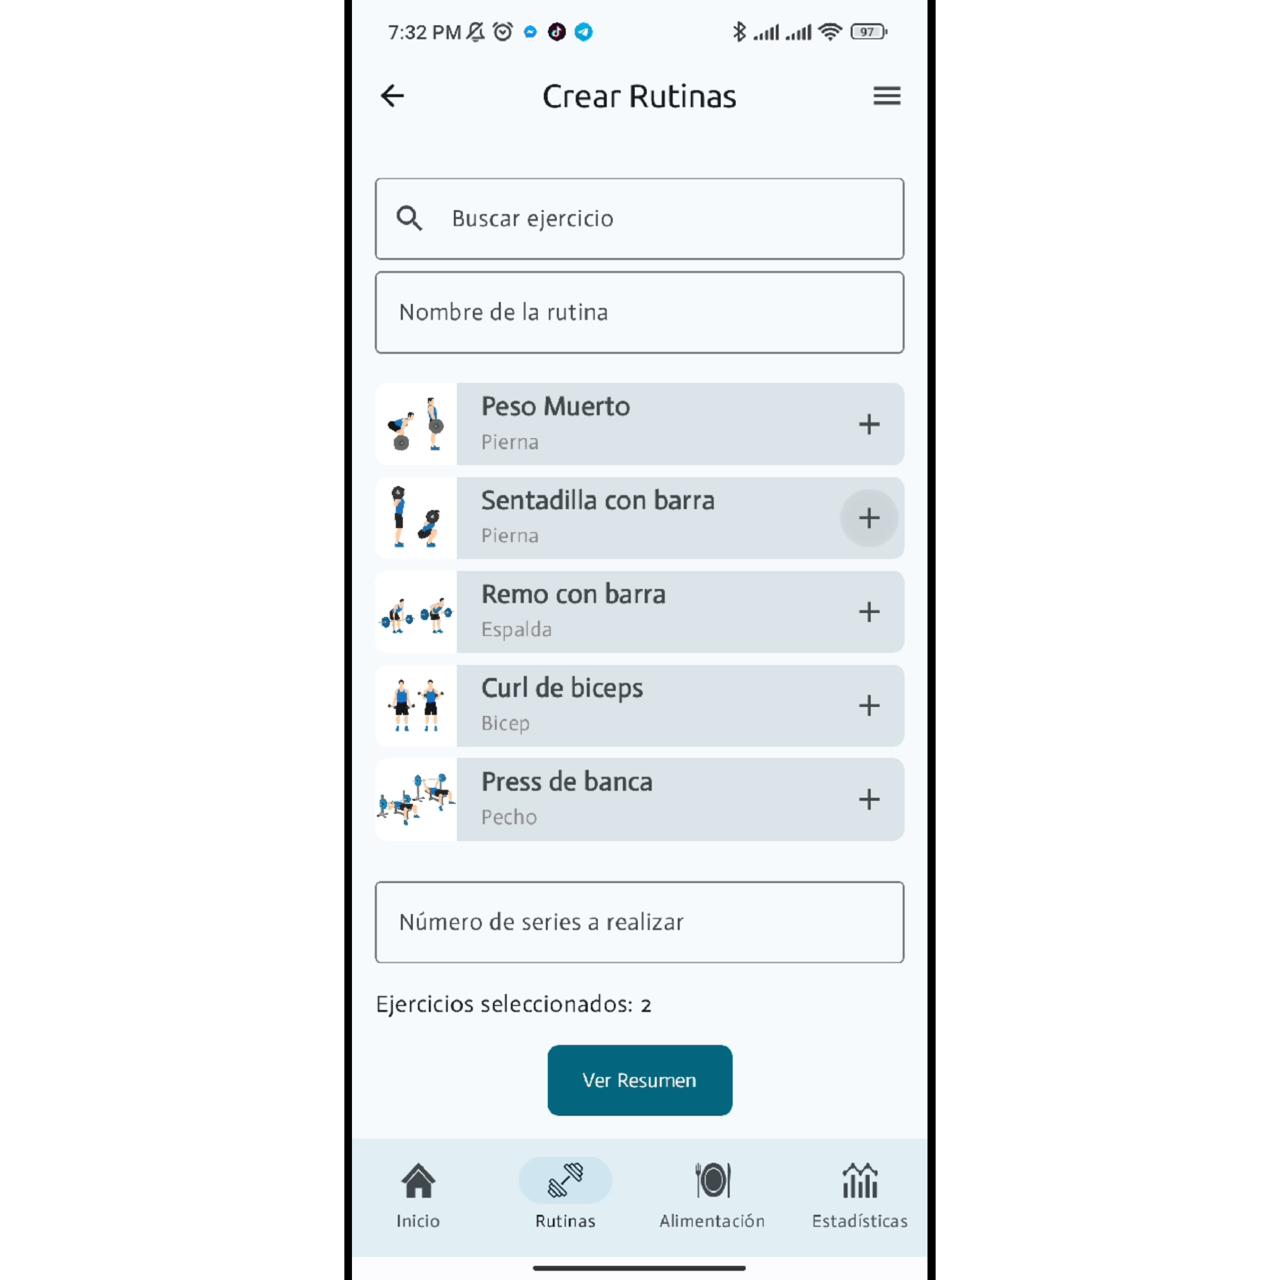 7:32 PM
97
Crear Rutinas
Buscar ejercicio
Nombre de la rutina
Peso Muerto
Pierna
Sentadilla con barra
Pierna
Remo con barra
Espalda
Curl de biceps
Bicep
Press de banca
Pecho
Número de series a realizar
Ejercicios seleccionados: 2
Ver Resumen
Inicio
Rutinas
Alimentación
Estadísticas